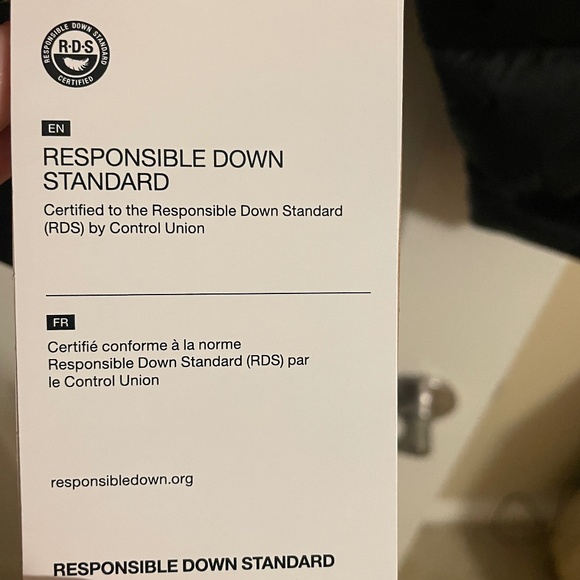 RESPONSIBLE DOWN STANDARD
R·D·S
CERTIFIED
EN
RESPONSIBLE DOWN
STANDARD
Certified to the Responsible Down Standard
(RDS) by Control Union
FR
Certifié conforme à la norme
Responsible Down Standard (RDS) par
le Control Union
responsibledown.org
RESPONSIBLE DOWN STANDARD